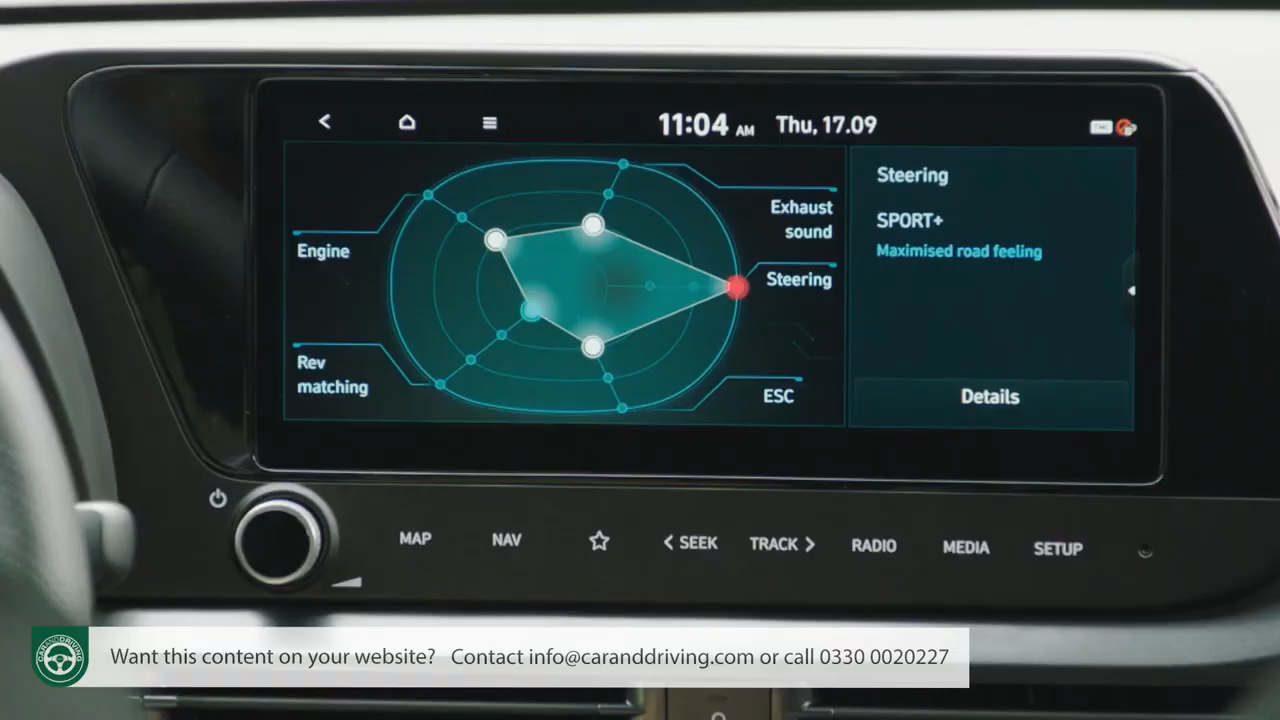 11:04 AM Thu, 17.09
Engine
Rev
matching
Exhaust
sound
Steering
ESC
Steering
SPORT+
Maximised road feeling
Details
MAP NAV SEEK TRACK RADIO MEDIA SETUP
CARANDDRIVING
Want this content on your website? Contact info@caranddriving.com or call 0330 0020227